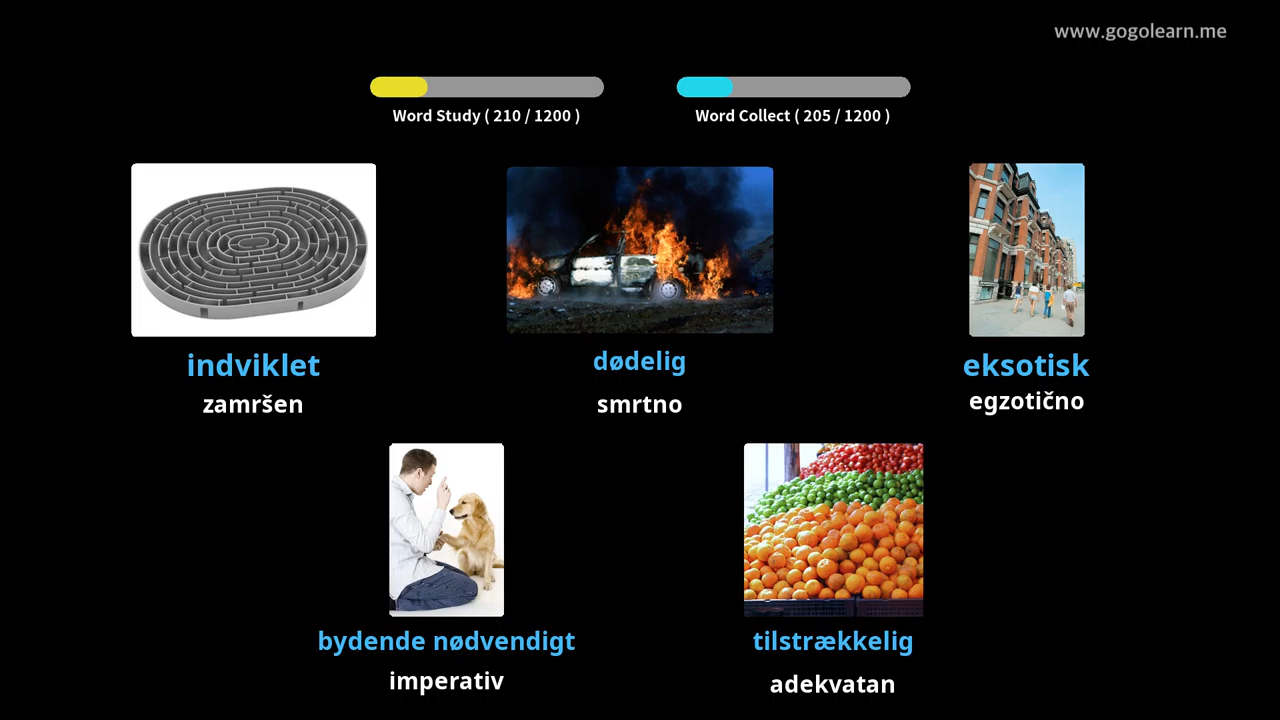 www.gogolearn.me
Word Study ( 210 / 1200 )
Word Collect ( 205 / 1200 )
indviklet
zamršen
dødelig
smrtno
eksotisk
egzotično
bydende nødvendigt
imperativ
tilstrækkelig
adekvatan